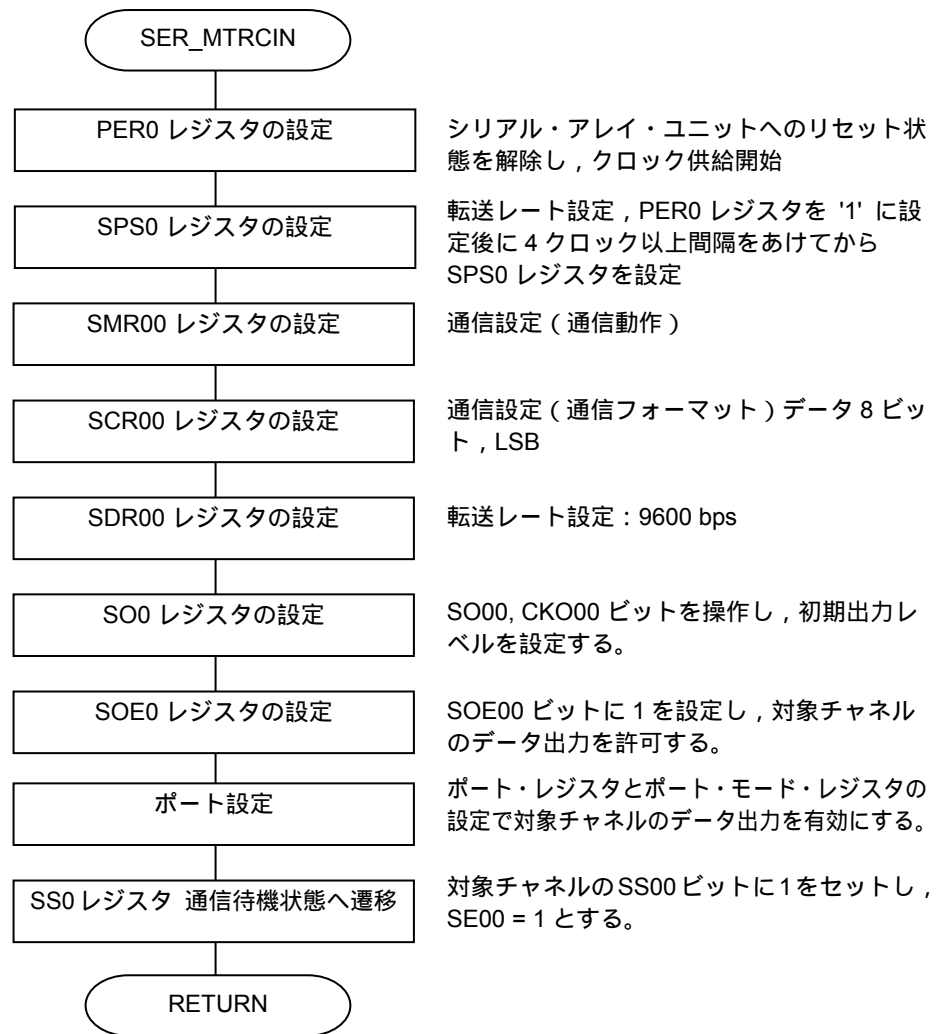 SER_MTRCIN
PER0 レジスタの設定
シリアル・アレイ・ユニットへのリセット状
態を解除し，クロック供給開始
SPS0 レジスタの設定
転送レート設定，PER0 レジスタを '1' に設
定後に 4 クロック以上間隔をあけてから
SPS0 レジスタを設定
SMR00 レジスタの設定
通信設定（通信動作）
SCR00 レジスタの設定
通信設定（通信フォーマット）データ 8 ビッ
ト，LSB
SDR00 レジスタの設定
転送レート設定：9600 bps
SO0 レジスタの設定
SO00, CKO00 ビットを操作し，初期出力レ
ベルを設定する。
SOE0 レジスタの設定
SOE00 ビットに 1 を設定し，対象チャネル
のデータ出力を許可する。
ポート設定
ポート・レジスタとポート・モード・レジスタの
設定で対象チャネルのデータ出力を有効にする。
SS0 レジスタ 通信待機状態へ遷移
対象チャネルの SS00 ビットに 1 をセットし，
SE00 = 1 とする。
RETURN